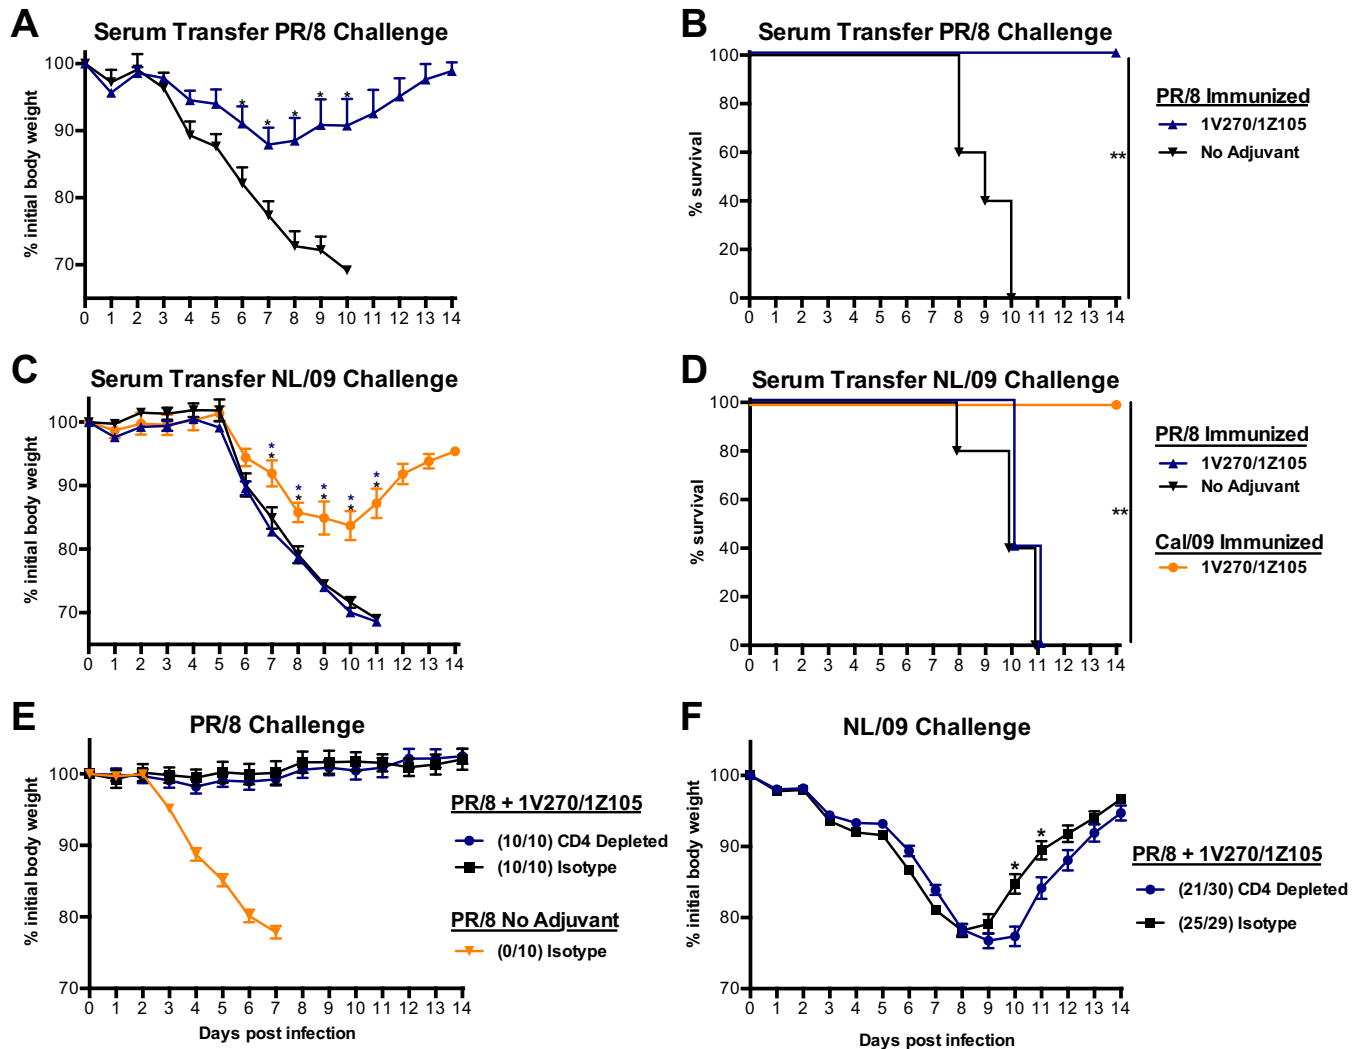 A
Serum Transfer PR/8 Challenge
% initial body weight
100
90
80
70
0 1 2 3 4 5 6 7 8 9 10 11 12 13 14
* * * * *
B
Serum Transfer PR/8 Challenge
% survival
100
80
60
40
20
0
0 1 2 3 4 5 6 7 8 9 10 11 12 13 14
**
PR/8 Immunized
1V270/1Z105
No Adjuvant
C
Serum Transfer NL/09 Challenge
% initial body weight
100
90
80
70
0 1 2 3 4 5 6 7 8 9 10 11 12 13 14
* * * * *
* * * * *
D
Serum Transfer NL/09 Challenge
% survival
100
80
60
40
20
0
0 1 2 3 4 5 6 7 8 9 10 11 12 13 14
**
PR/8 Immunized
1V270/1Z105
No Adjuvant
Cal/09 Immunized
1V270/1Z105
E
PR/8 Challenge
% initial body weight
100
90
80
70
0 1 2 3 4 5 6 7 8 9 10 11 12 13 14
Days post infection
PR/8 + 1V270/1Z105
(10/10) CD4 Depleted
(10/10) Isotype
PR/8 No Adjuvant
(0/10) Isotype
F
NL/09 Challenge
% initial body weight
100
90
80
70
0 1 2 3 4 5 6 7 8 9 10 11 12 13 14
* *
Days post infection
PR/8 + 1V270/1Z105
(21/30) CD4 Depleted
(25/29) Isotype